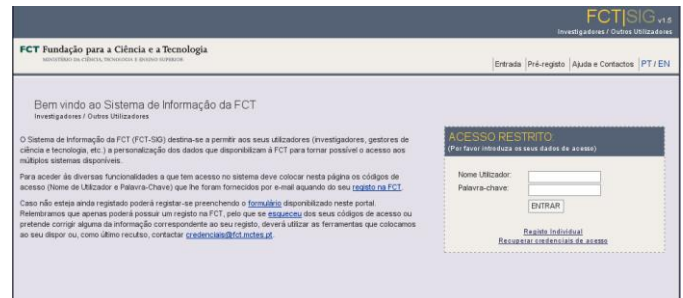 FCT|SIG v1.5
Investigadores / Outros Utilizadores
FCT Fundação para a Ciência e a Tecnologia
MINISTÉRIO DA CIÊNCIA, TECNOLOGIA E ENSINO SUPERIOR
Entrada | Pré-registo | Ajuda e Contactos | PT / EN
Bem vindo ao Sistema de Informação da FCT
Investigadores / Outros Utilizadores
O Sistema de Informação da FCT (FCT-SIG) destina-se a permitir aos seus utilizadores (investigadores, gestores de
ciência e tecnologia, etc.) a personalização dos dados que disponibilizam á FCT para tornar possível o acesso aos
múltiplos sistemas disponíveis.
Para aceder ás diversas funcionalidades a que tem acesso no sistema deve colocar nesta página os códigos de
acesso (Nome de Utilizador e Palavra-Chave) que lhe foram fornecidos por e-mail aquando do seu registo na FCT.
Caso não esteja ainda registado poderá registar-se preenchendo o formulário disponibilizado neste portal.
Relembramos que apenas poderá possuir um registo na FCT, pelo que se esqueceu dos seus códigos de acesso ou
pretende corrigir alguma da informação correspondente ao seu registo, deverá utilizar as ferramentas que colocamos
ao seu dispor ou, como último recutso, contactar credenciais@fct.mctes.pt.
ACESSO RESTRITO:
(Por favor introduza os seus dados de acesso)
Nome Utilizador:
Palavra-chave:
ENTRAR
Registo Individual
Recuperar credenciais de acesso